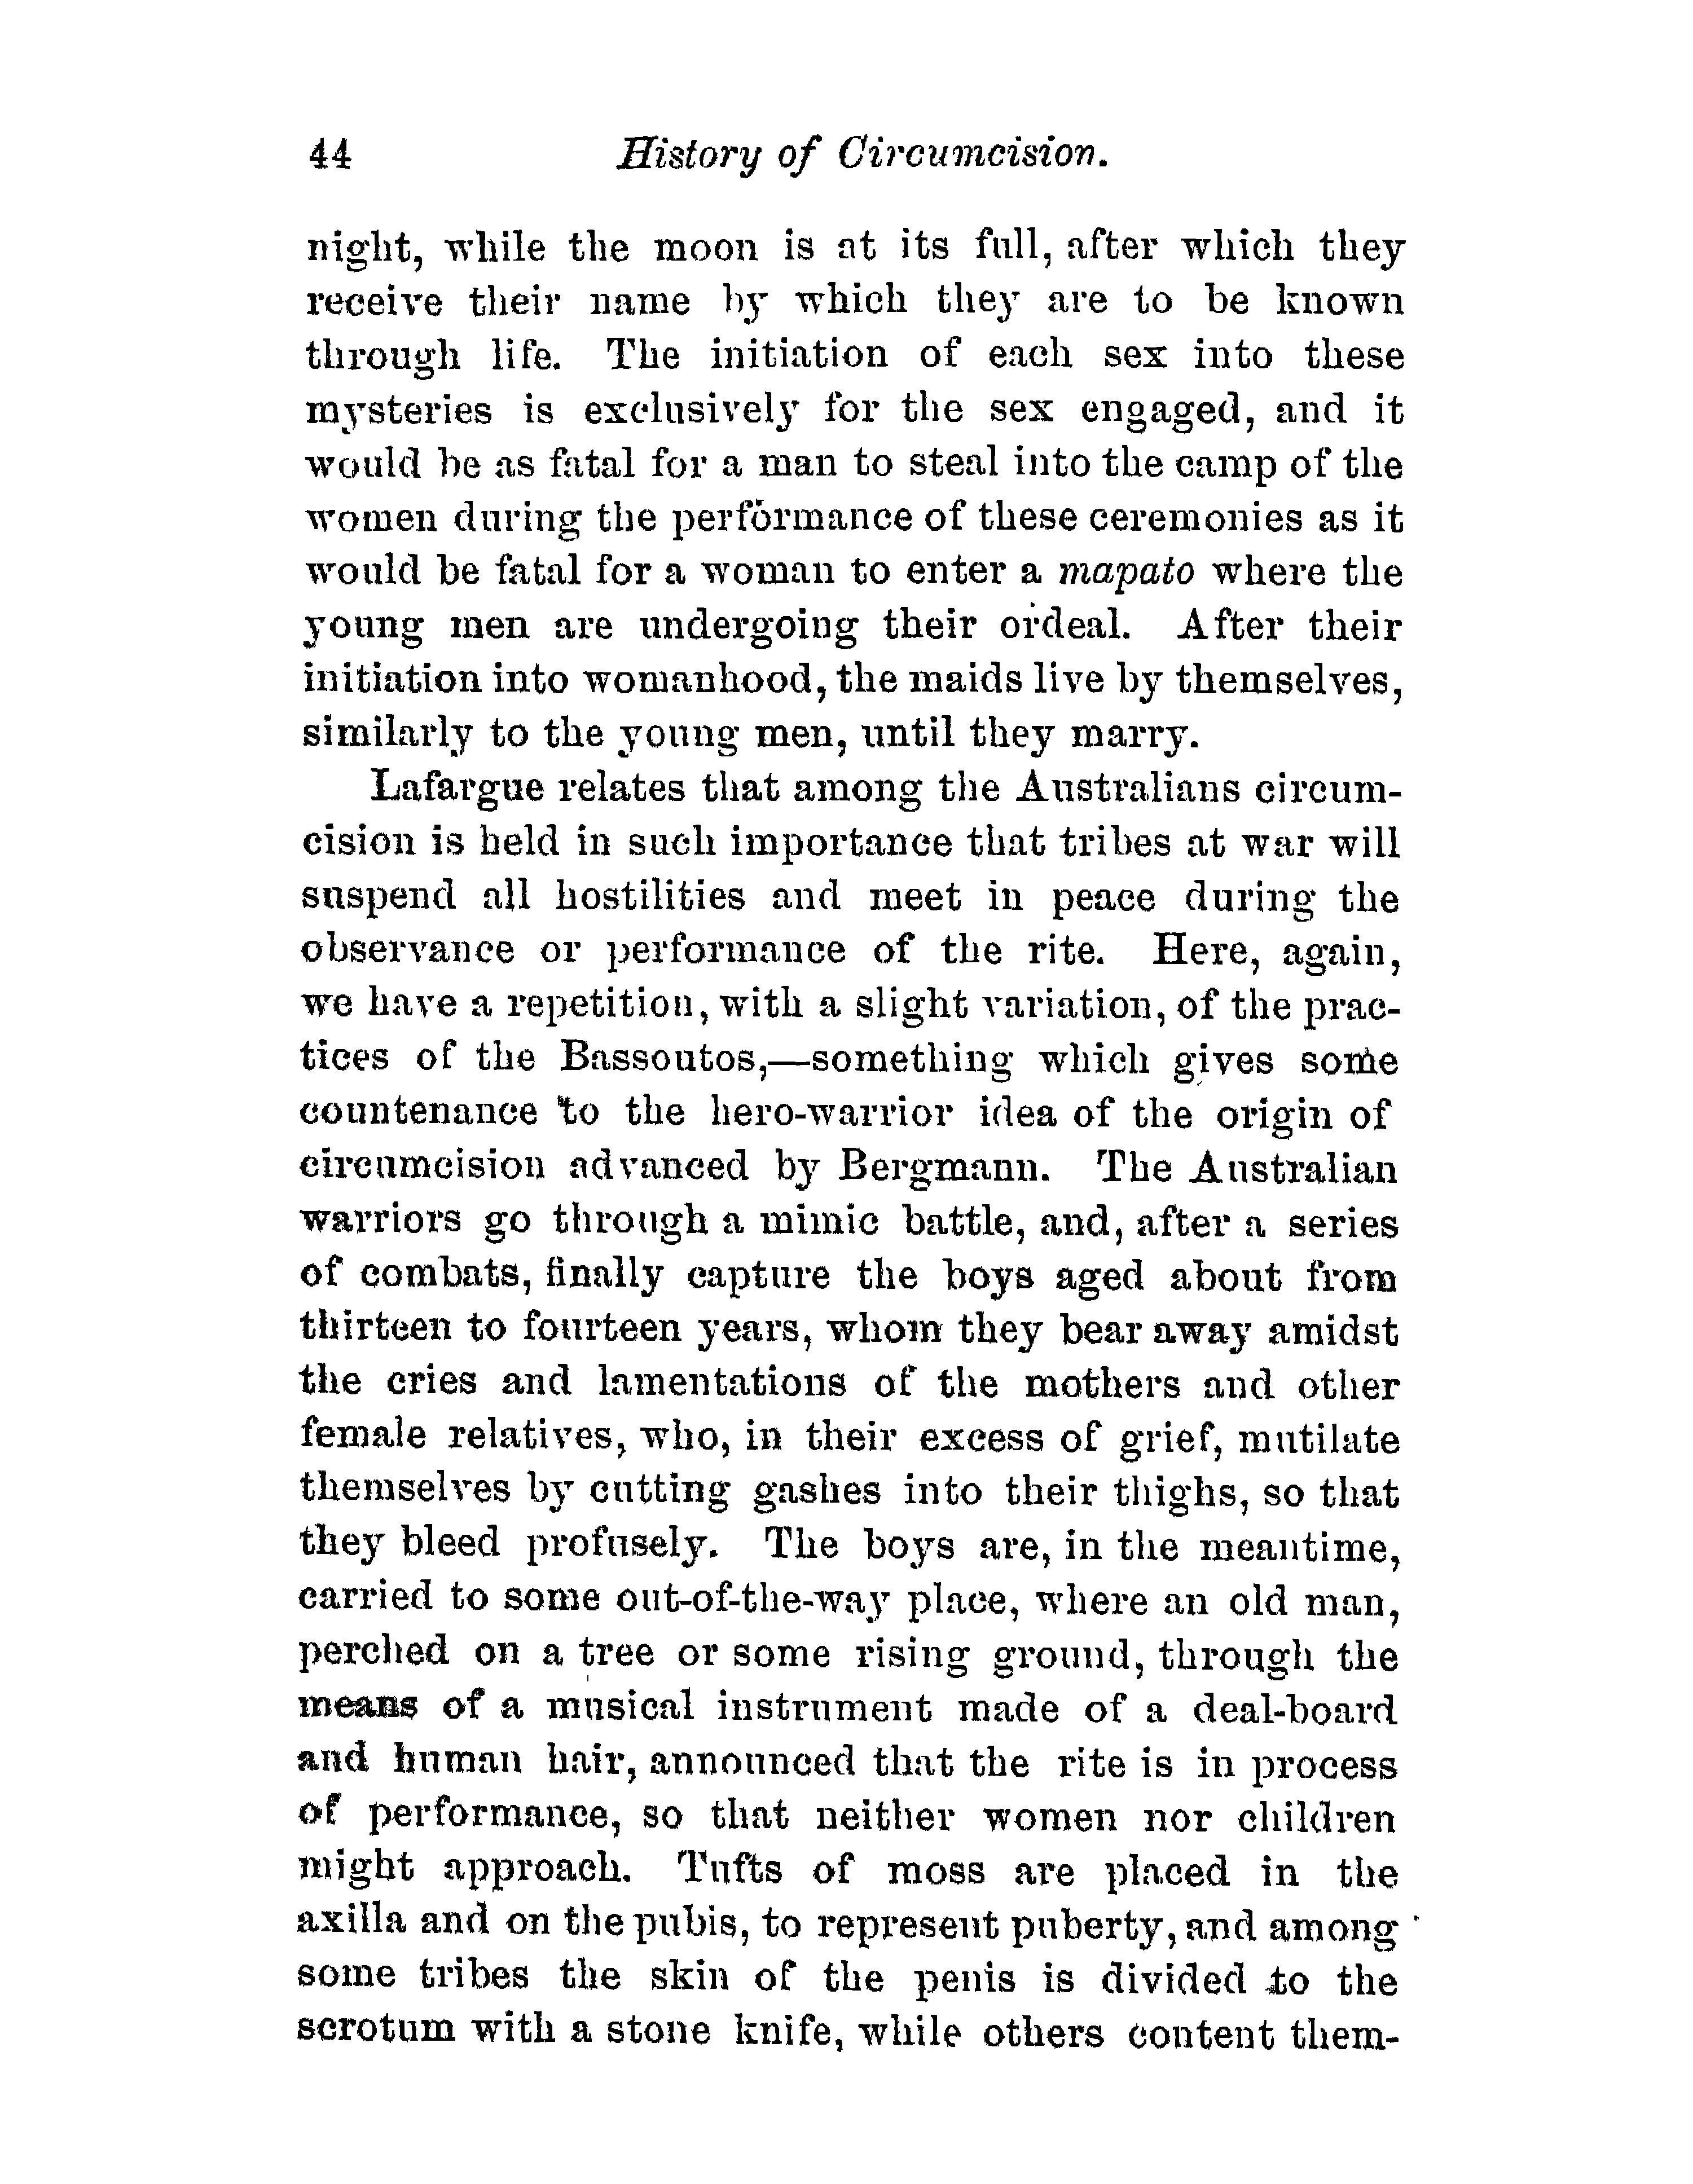 44 History of Circumcision.
night, while the moon is at its full, after which they
receive their name by which they are to be known
through life. The initiation of each sex into these
mysteries is exclusively for the sex engaged, and it
would be as fatal for a man to steal into the camp of the
women during the performance of these ceremonies as it
would be fatal for a woman to enter a mapato where the
young men are undergoing their ordeal. After their
initiation into womanhood, the maids live by themselves,
similarly to the young men, until they marry.
Lafargue relates that among the Australians circum-
cision is held in such importance that tribes at war will
suspend all hostilities and meet in peace during the
observance or performance of the rite. Here, again,
we have a repetition, with a slight variation, of the prac-
tices of the Bassoutos,—something which gives some
countenance to the hero-warrior idea of the origin of
circumcision advanced by Bergmann. The Australian
warriors go through a mimic battle, and, after a series
of combats, finally capture the boys aged about from
thirteen to fourteen years, whom they bear away amidst
the cries and lamentations of the mothers and other
female relatives, who, in their excess of grief, mutilate
themselves by cutting gashes into their thighs, so that
they bleed profusely. The boys are, in the meantime,
carried to some out-of-the-way place, where an old man,
perched on a tree or some rising ground, through the
means of a musical instrument made of a deal-board
and human hair, announced that the rite is in process
of performance, so that neither women nor children
might approach. Tufts of moss are placed in the
axilla and on the pubis, to represent puberty, and among
some tribes the skin of the penis is divided to the
scrotum with a stone knife, while others content them-